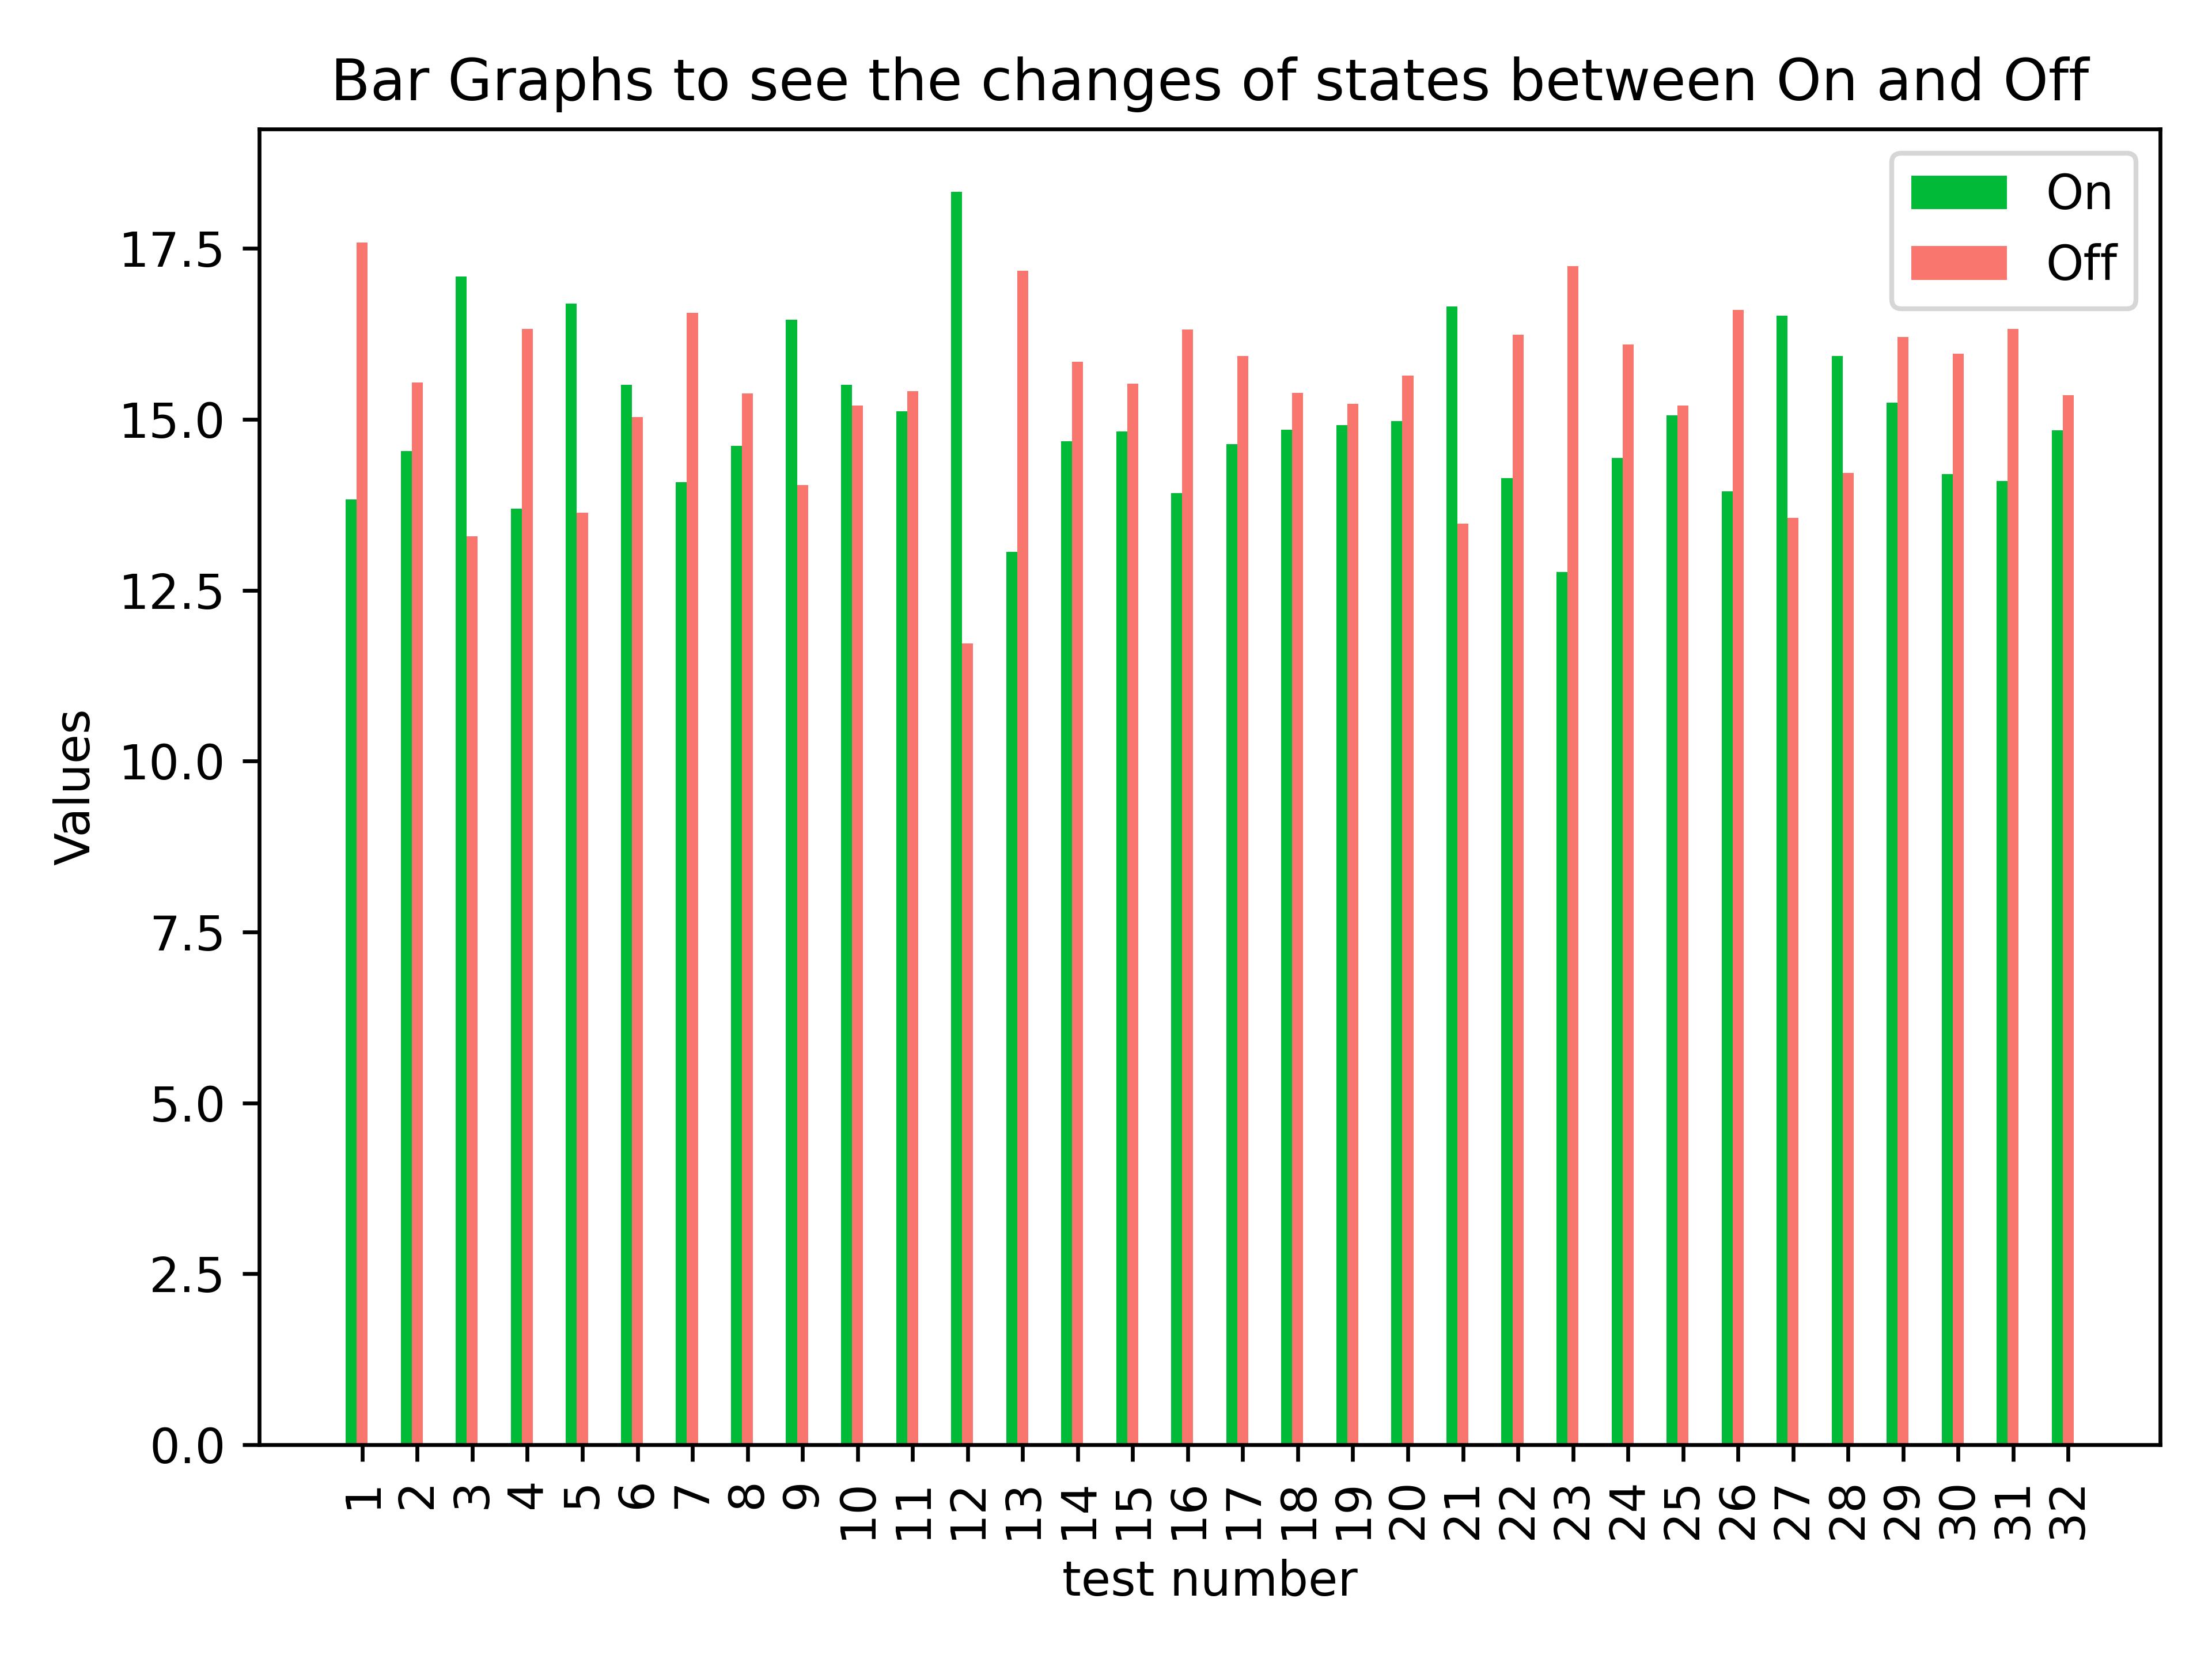 Bar Graphs to see the changes of states between On and Off
On
Off
17.5
15.0
12.5
10.0
7.5
5.0
2.5
0.0
Values
1 2 3 4 5 6 7 8 9 10 11 12 13 14 15 16 17 18 19 20 21 22 23 24 25 26 27 28 29 30 31 32
test number